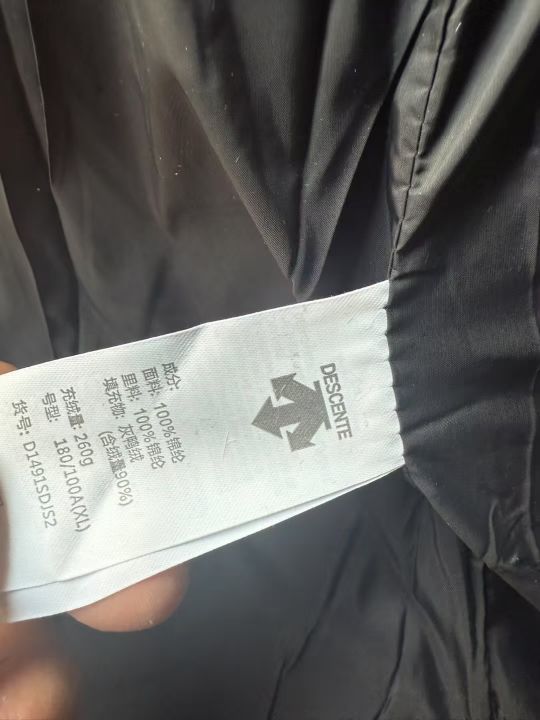 DESCENTE
成分:
面料: 100%锦纶
里料: 100%锦纶
填充物: 灰鸭绒
(含绒量90%)
充绒量: 260g
号型: 180/100A(XL)
货号: D1491SDJS2